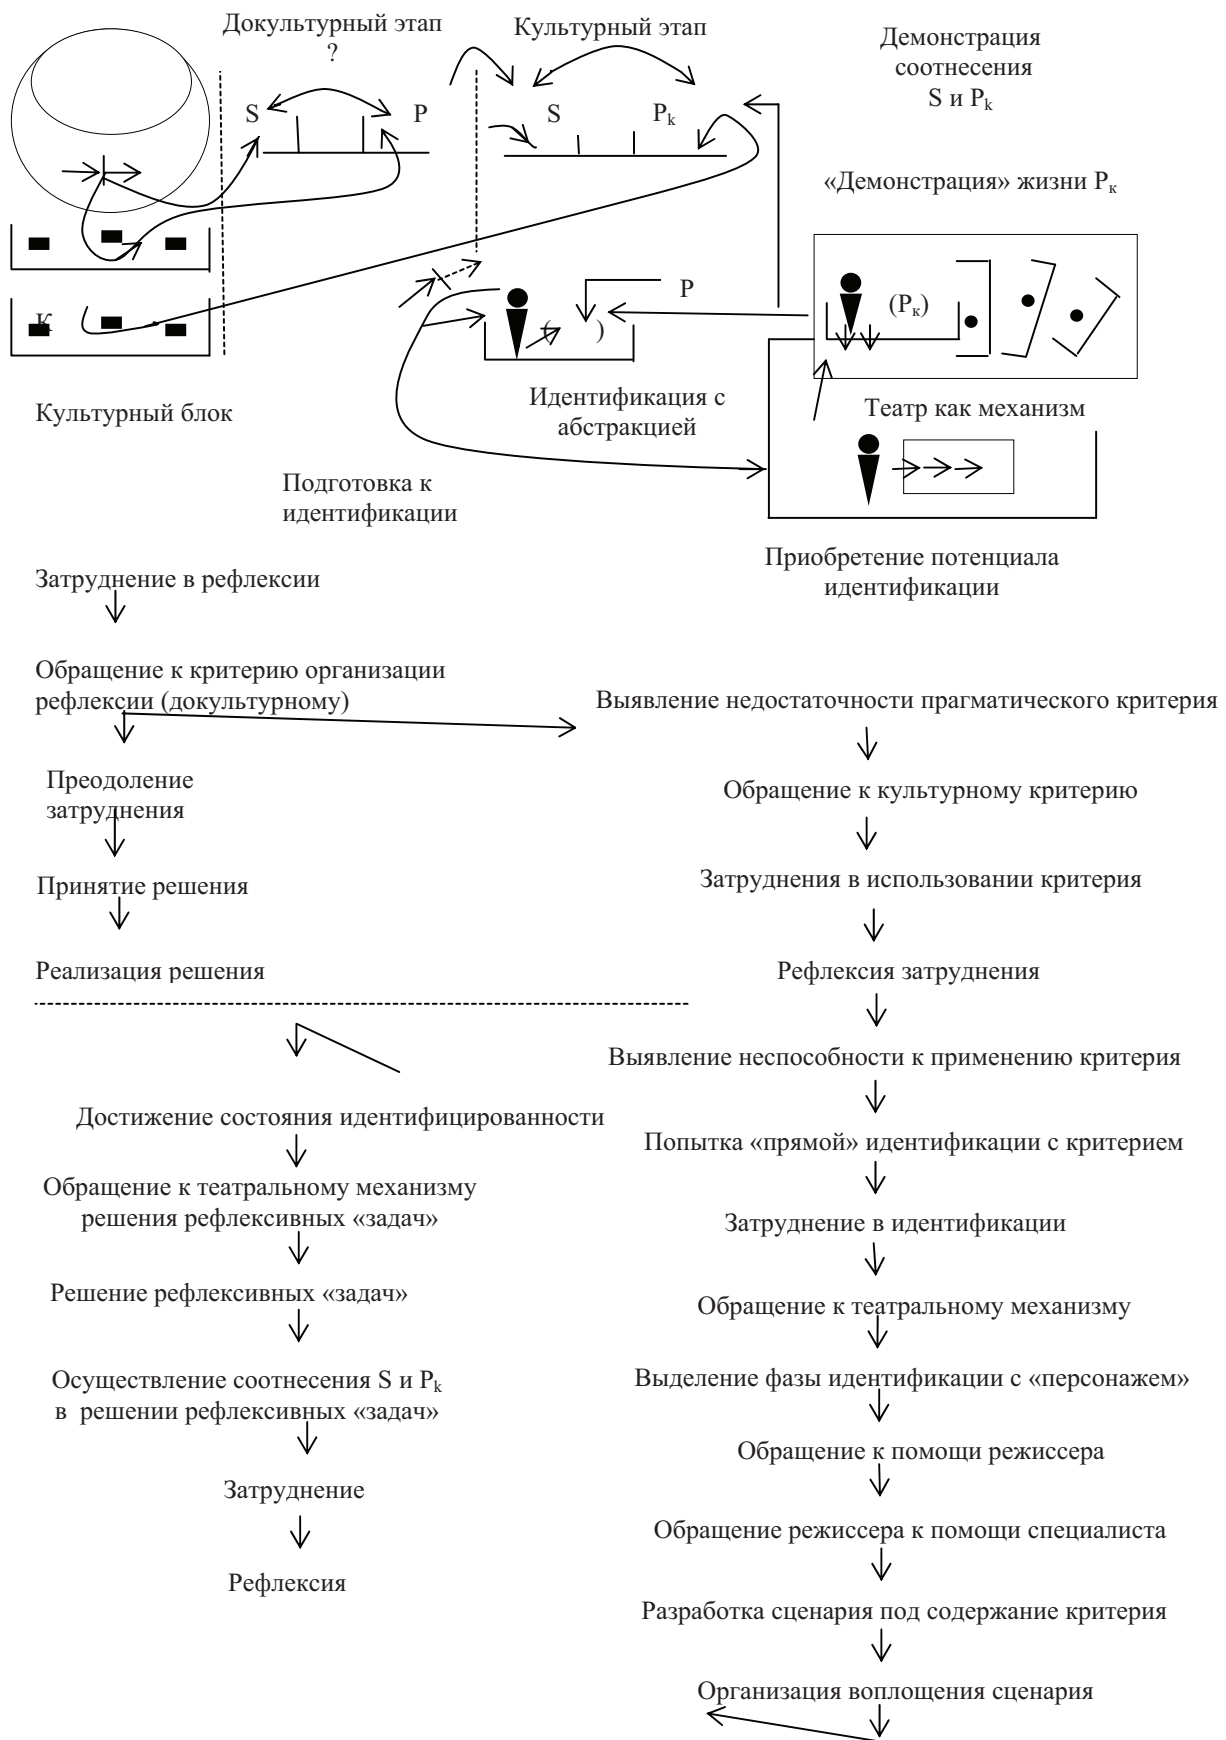 Докультурный этап
?
Культурный этап
Демонстрация
соотнесения
S и Pk
S
P
S
Pk
«Демонстрация» жизни Рк
К
( )
Р
(Рк)
Культурный блок
Идентификация с
абстракцией
Театр как механизм
Подготовка к
идентификации
Приобретение потенциала
идентификации
Затруднение в рефлексии
Обращение к критерию организации
рефлексии (докультурному)
Преодоление
затруднения
Принятие решения
Реализация решения
Выявление недостаточности прагматического критерия
Обращение к культурному критерию
Затруднения в использовании критерия
Рефлексия затруднения
Выявление неспособности к применению критерия
Попытка «прямой» идентификации с критерием
Затруднение в идентификации
Обращение к театральному механизму
Выделение фазы идентификации с «персонажем»
Обращение к помощи режиссера
Обращение режиссера к помощи специалиста
Разработка сценария под содержание критерия
Организация воплощения сценария
Достижение состояния идентифицированности
Обращение к театральному механизму
решения рефлексивных «задач»
Решение рефлексивных «задач»
Осуществление соотнесения S и Pk
в решении рефлексивных «задач»
Затруднение
Рефлексия